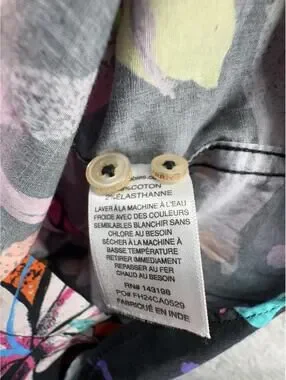 COTON
ÉLASTHANNE
LAVER À LA MACHINE À L'EAU
FROIDE AVEC DES COULEURS
SEMBLABLES BLANCHIR SANS
CHLORE AU BESOIN
SÉCHER À LA MACHINE À
BASSE TEMPÉRATURE
RETIRER IMMÉDIATEMENT
REPASSER AU FER
CHAUD AU BESOIN
RN# 143198
PO# FH24CA0529
FABRIQUÉ EN INDE